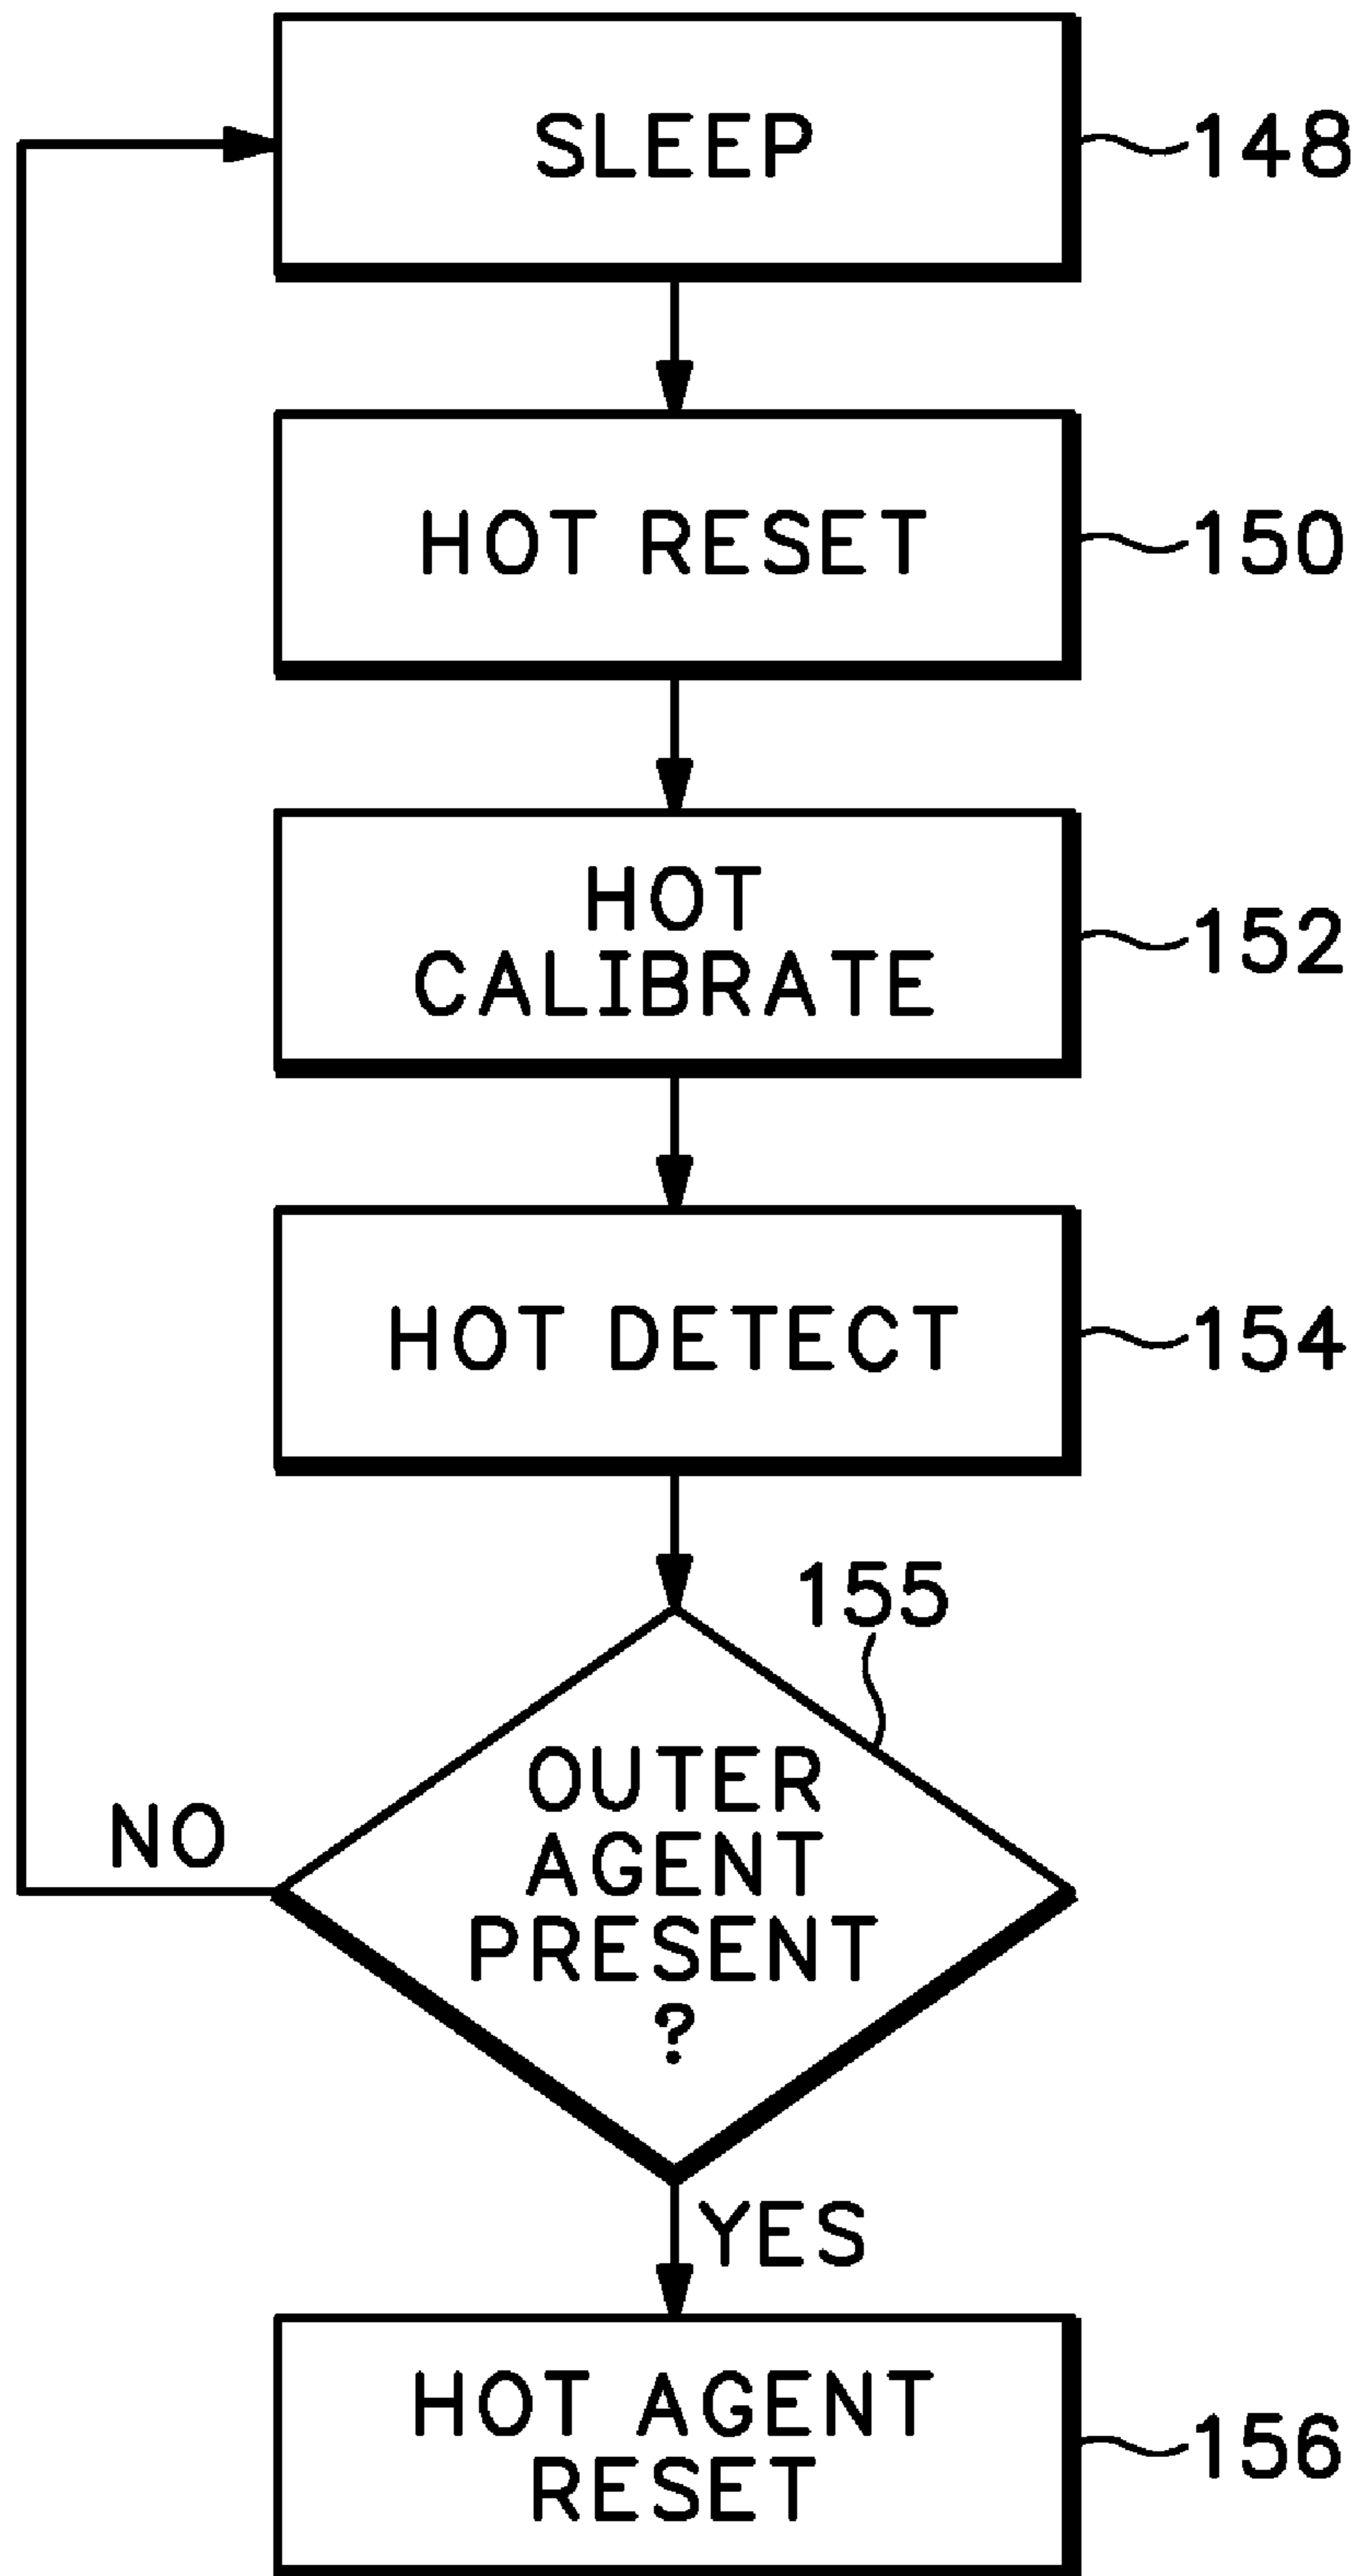 SLEEP
148
HOT RESET
150
HOT
CALIBRATE
152
HOT DETECT
154
155
OUTER
AGENT
PRESENT
?
NO
YES
HOT AGENT
RESET
156